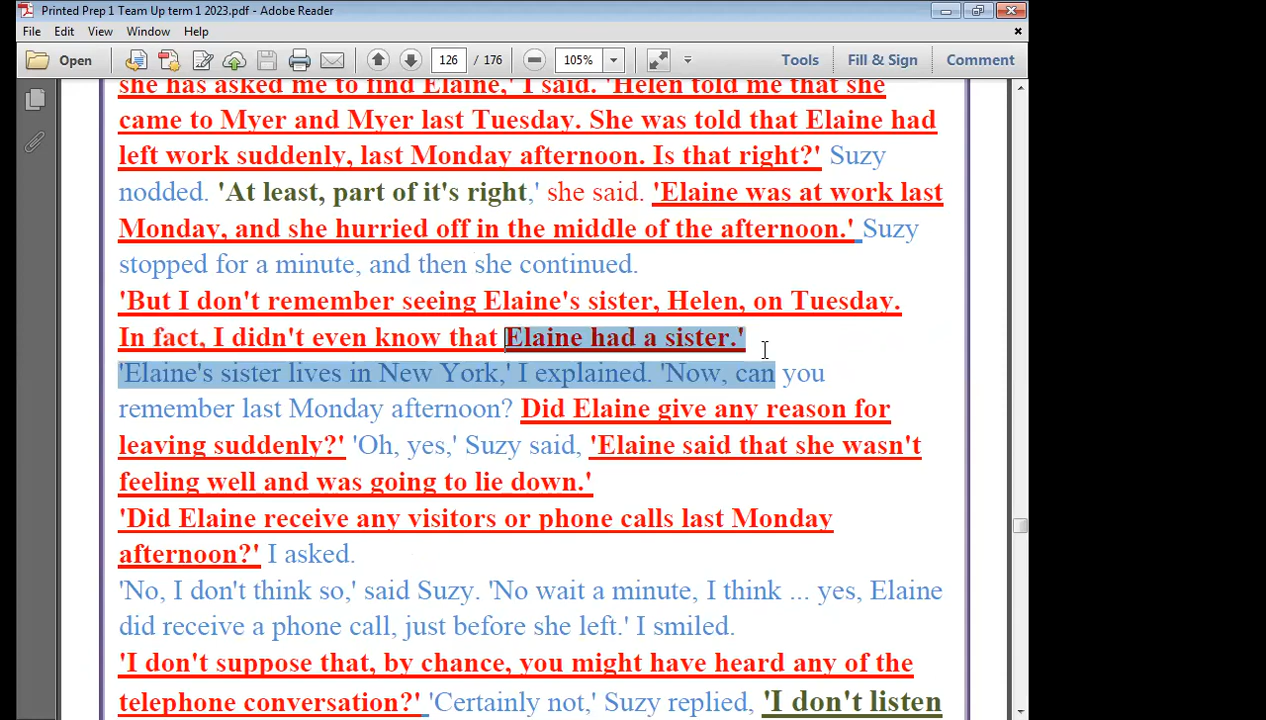 Printed Prep 1 Team Up term 1 2023.pdf - Adobe Reader
File Edit View Window Help
Open 126 / 176 105% Tools Fill & Sign Comment
she has asked me to find Elaine,' I said. 'Helen told me that she
came to Myer and Myer last Tuesday. She was told that Elaine had
left work suddenly, last Monday afternoon. Is that right?' Suzy
nodded. 'At least, part of it's right,' she said. 'Elaine was at work last
Monday, and she hurried off in the middle of the afternoon.' Suzy
stopped for a minute, and then she continued.
'But I don't remember seeing Elaine's sister, Helen, on Tuesday.
In fact, I didn't even know that Elaine had a sister.'
'Elaine's sister lives in New York,' I explained. 'Now, can you
remember last Monday afternoon? Did Elaine give any reason for
leaving suddenly?' 'Oh, yes,' Suzy said, 'Elaine said that she wasn't
feeling well and was going to lie down.'
'Did Elaine receive any visitors or phone calls last Monday
afternoon?' I asked.
'No, I don't think so,' said Suzy. 'No wait a minute, I think ... yes, Elaine
did receive a phone call, just before she left.' I smiled.
'I don't suppose that, by chance, you might have heard any of the
telephone conversation?' 'Certainly not,' Suzy replied, 'I don't listen